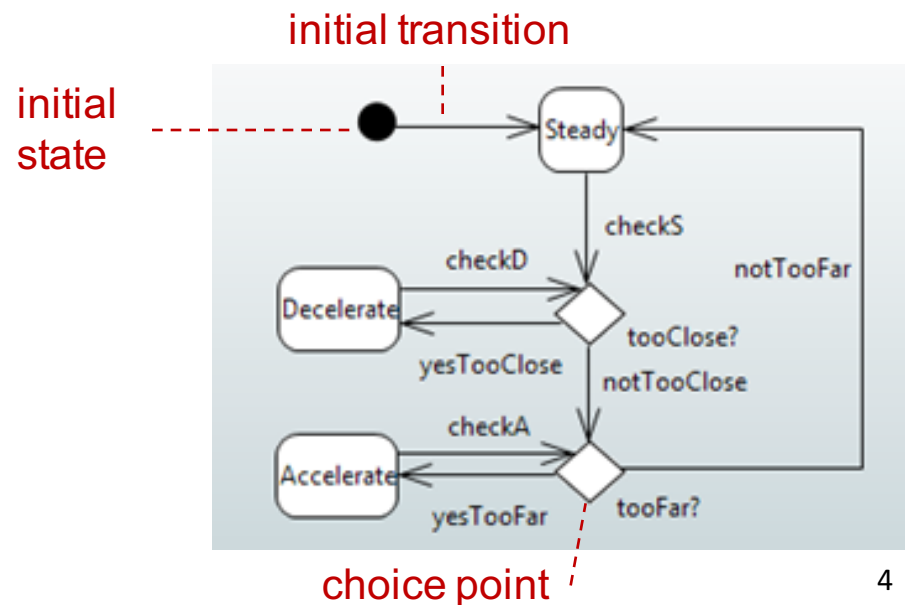 initial transition
initial
state
Steady
checkS
checkD
notTooFar
Decelerate
tooClose?
yesTooClose
notTooClose
checkA
Accelerate
yesTooFar
tooFar?
choice point
4